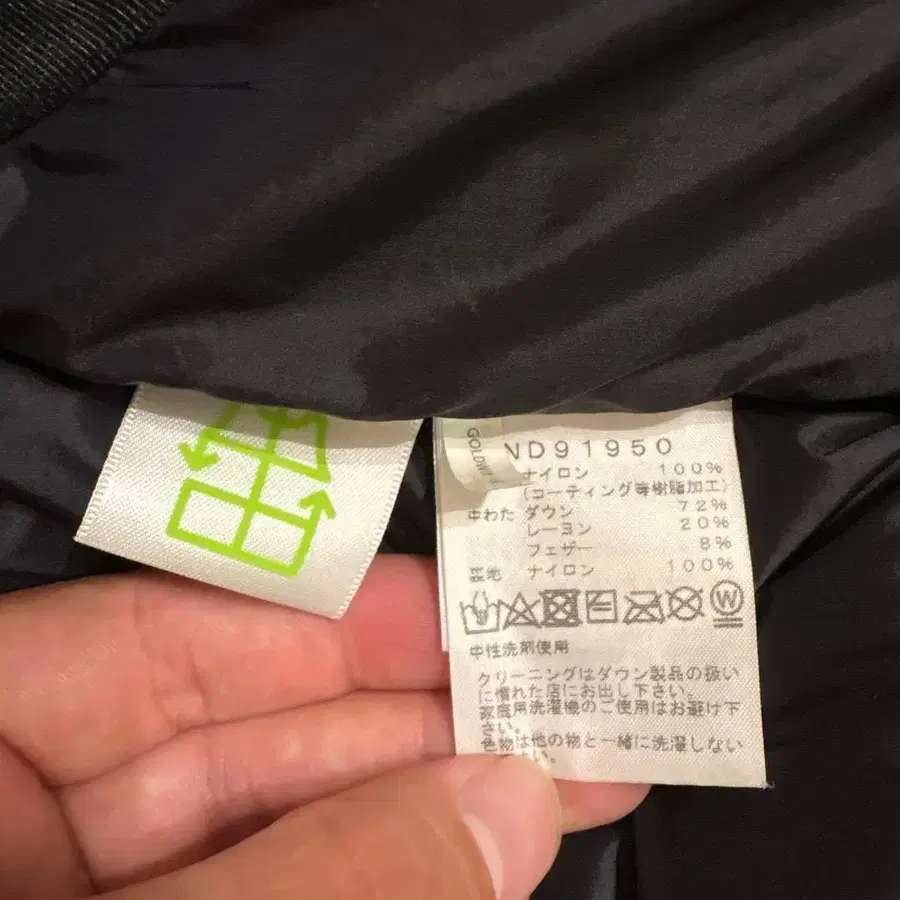 GOLDWI
ND91950
ナイロン 100%
(コーティング等樹脂加工)
中わた ダウン 72%
レーヨン 20%
フェザー 8%
裏地 ナイロン 100%
中性洗剤使用
クリーニングはダウン製品の扱い
に慣れた店にお出し下さい。
家庭用洗濯機のご使用はお避け下
さい。
物は他の物と一緒に洗濯しない
さい。